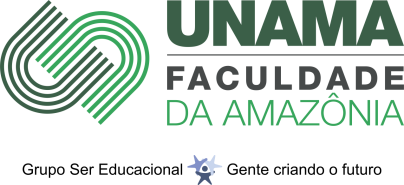 UNAMA
FACULDADE
DA AMAZÔNIA
Grupo Ser Educacional Gente criando o futuro